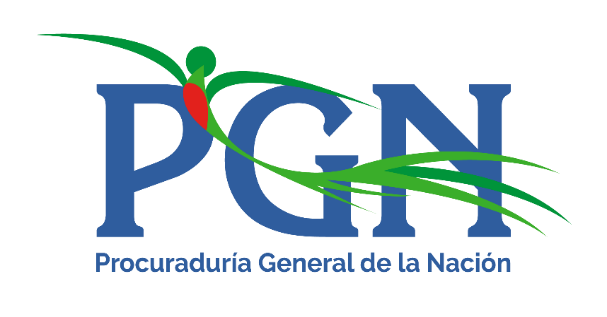 PGN
Procuraduría General de la Nación